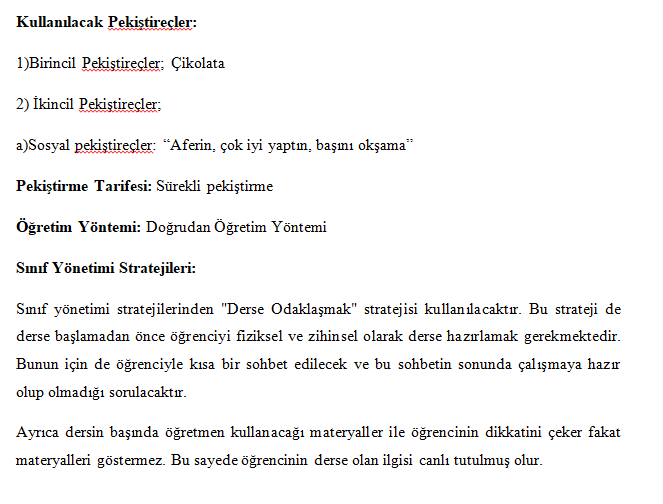 Kullanılacak Pekiştireçler:
1)Birincil Pekiştireçler; Çikolata
2) İkincil Pekiştireçler;
a)Sosyal pekiştireçler: “Aferin, çok iyi yaptın, başını okşama”
Pekiştirme Tarifesi: Sürekli pekiştirme
Öğretim Yöntemi: Doğrudan Öğretim Yöntemi
Sınıf Yönetimi Stratejileri:
Sınıf yönetimi stratejilerinden "Derse Odaklaşmak" stratejisi kullanılacaktır. Bu strateji de
derse başlamadan önce öğrenciyi fiziksel ve zihinsel olarak derse hazırlamak gerekmektedir.
Bunun için de öğrenciyle kısa bir sohbet edilecek ve bu sohbetin sonunda çalışmaya hazır
olup olmadığı sorulacaktır.
Ayrıca dersin başında öğretmen kullanacağı materyaller ile öğrencinin dikkatini çeker fakat
materyalleri göstermez. Bu sayede öğrencinin derse olan ilgisi canlı tutulmuş olur.